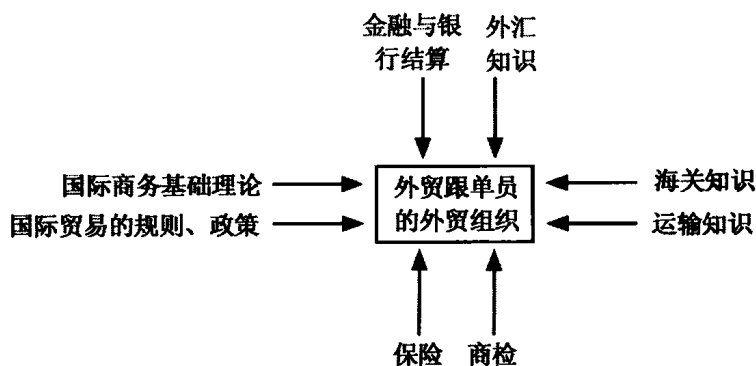 金融与银
行结算
外汇
知识
国际商务基础理论
国际贸易的规则、政策
外贸跟单员
的外贸组织
海关知识
运输知识
保险
商检